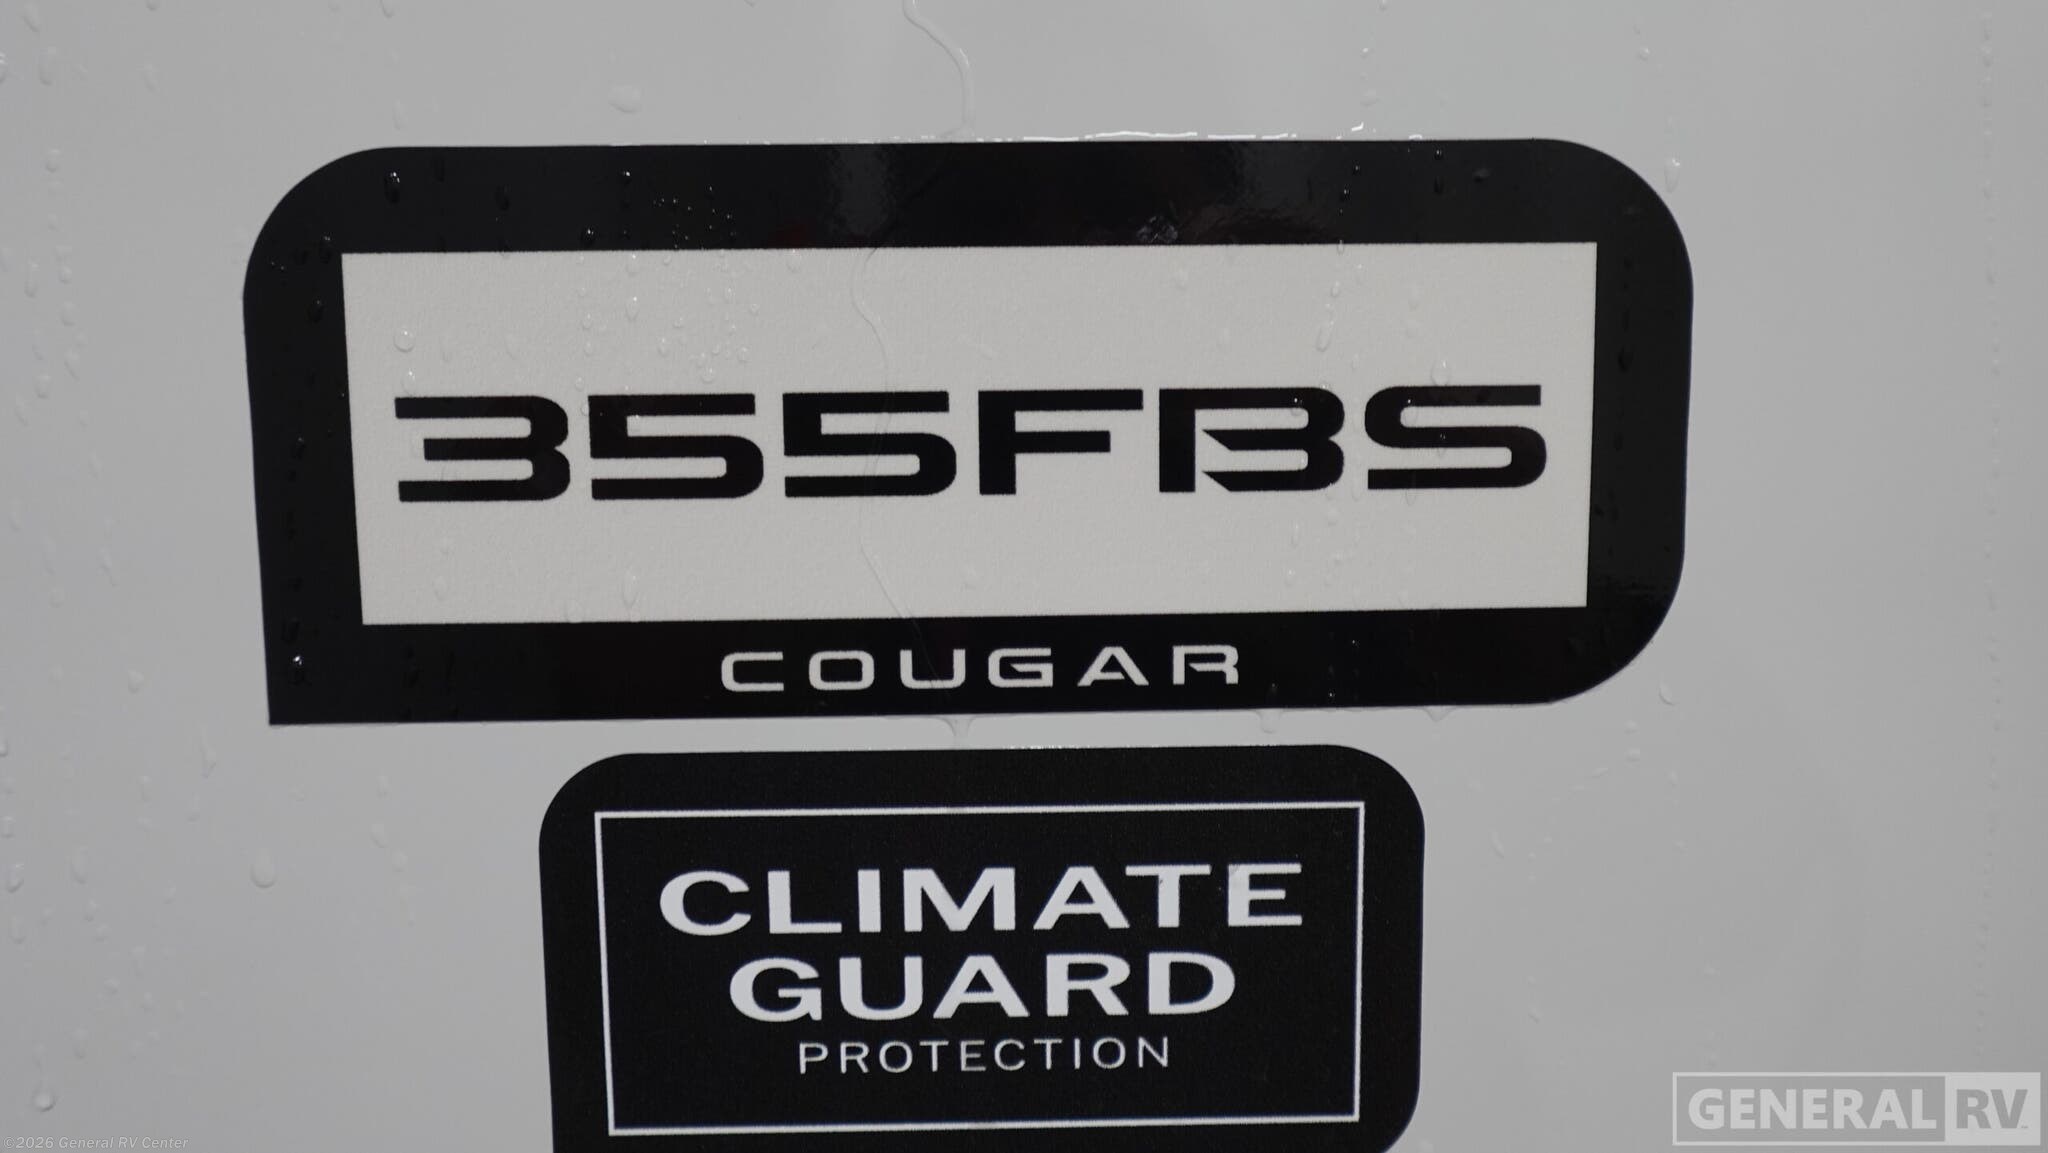 355FBS
COUGAR
CLIMATE
GUARD
PROTECTION
GENERAL RV
©2026 General RV Center